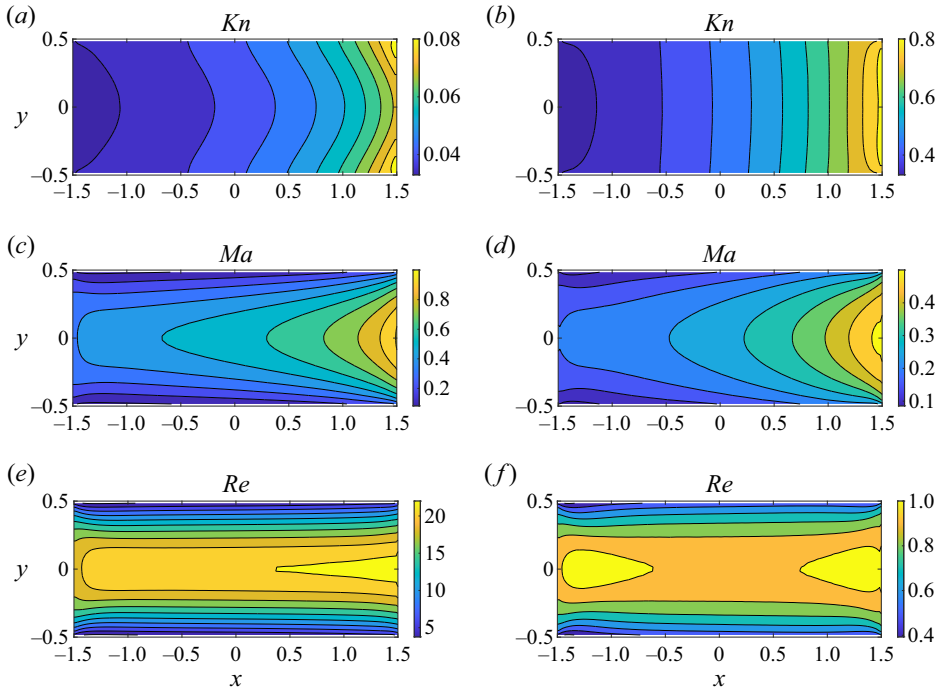 (a) Kn (b) Kn
0.5 0.08 0.5 0.8
y 0 0.06 0 0.6
0.04 0.4
–0.5 –0.5
–1.5 –1.0 –0.5 0 0.5 1.0 1.5 –1.5 –1.0 –0.5 0 0.5 1.0 1.5
(c) Ma (d) Ma
0.5 0.5
0.8 0.4
y 0 0.6 0 0.3
0.4 0.2
0.2 0.1
–0.5 –0.5
–1.5 –1.0 –0.5 0 0.5 1.0 1.5 –1.5 –1.0 –0.5 0 0.5 1.0 1.5
(e) Re (f) Re
0.5 0.5 1.0
20
y 0 15 0 0.8
10 0.6
5
–0.5 –0.5 0.4
–1.5 –1.0 –0.5 0 0.5 1.0 1.5 –1.5 –1.0 –0.5 0 0.5 1.0 1.5
x x